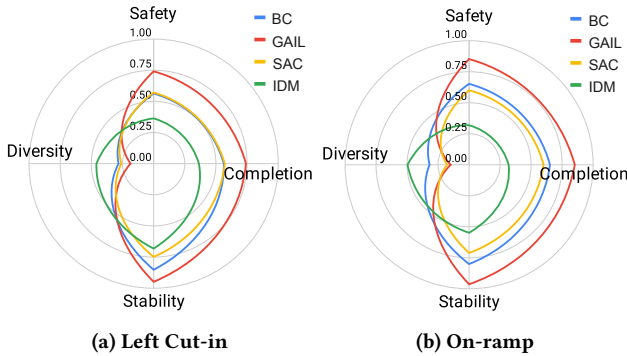 Safety
1.00
0.75
0.50
0.25
0.00
Diversity
Completion
Stability
BC
GAIL
SAC
IDM
(a) Left Cut-in
Safety
1.00
0.75
0.50
0.25
0.00
Diversity
Completion
Stability
BC
GAIL
SAC
IDM
(b) On-ramp